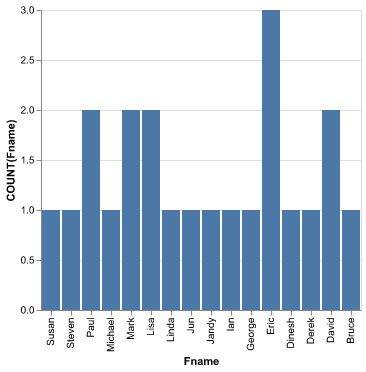 COUNT(Fname)
3.0
2.5
2.0
1.5
1.0
0.5
0.0
Susan
Steven
Paul
Michael
Mark
Lisa
Linda
Jun
Jandy
Ian
George
Eric
Dinesh
Derek
David
Bruce
Fname